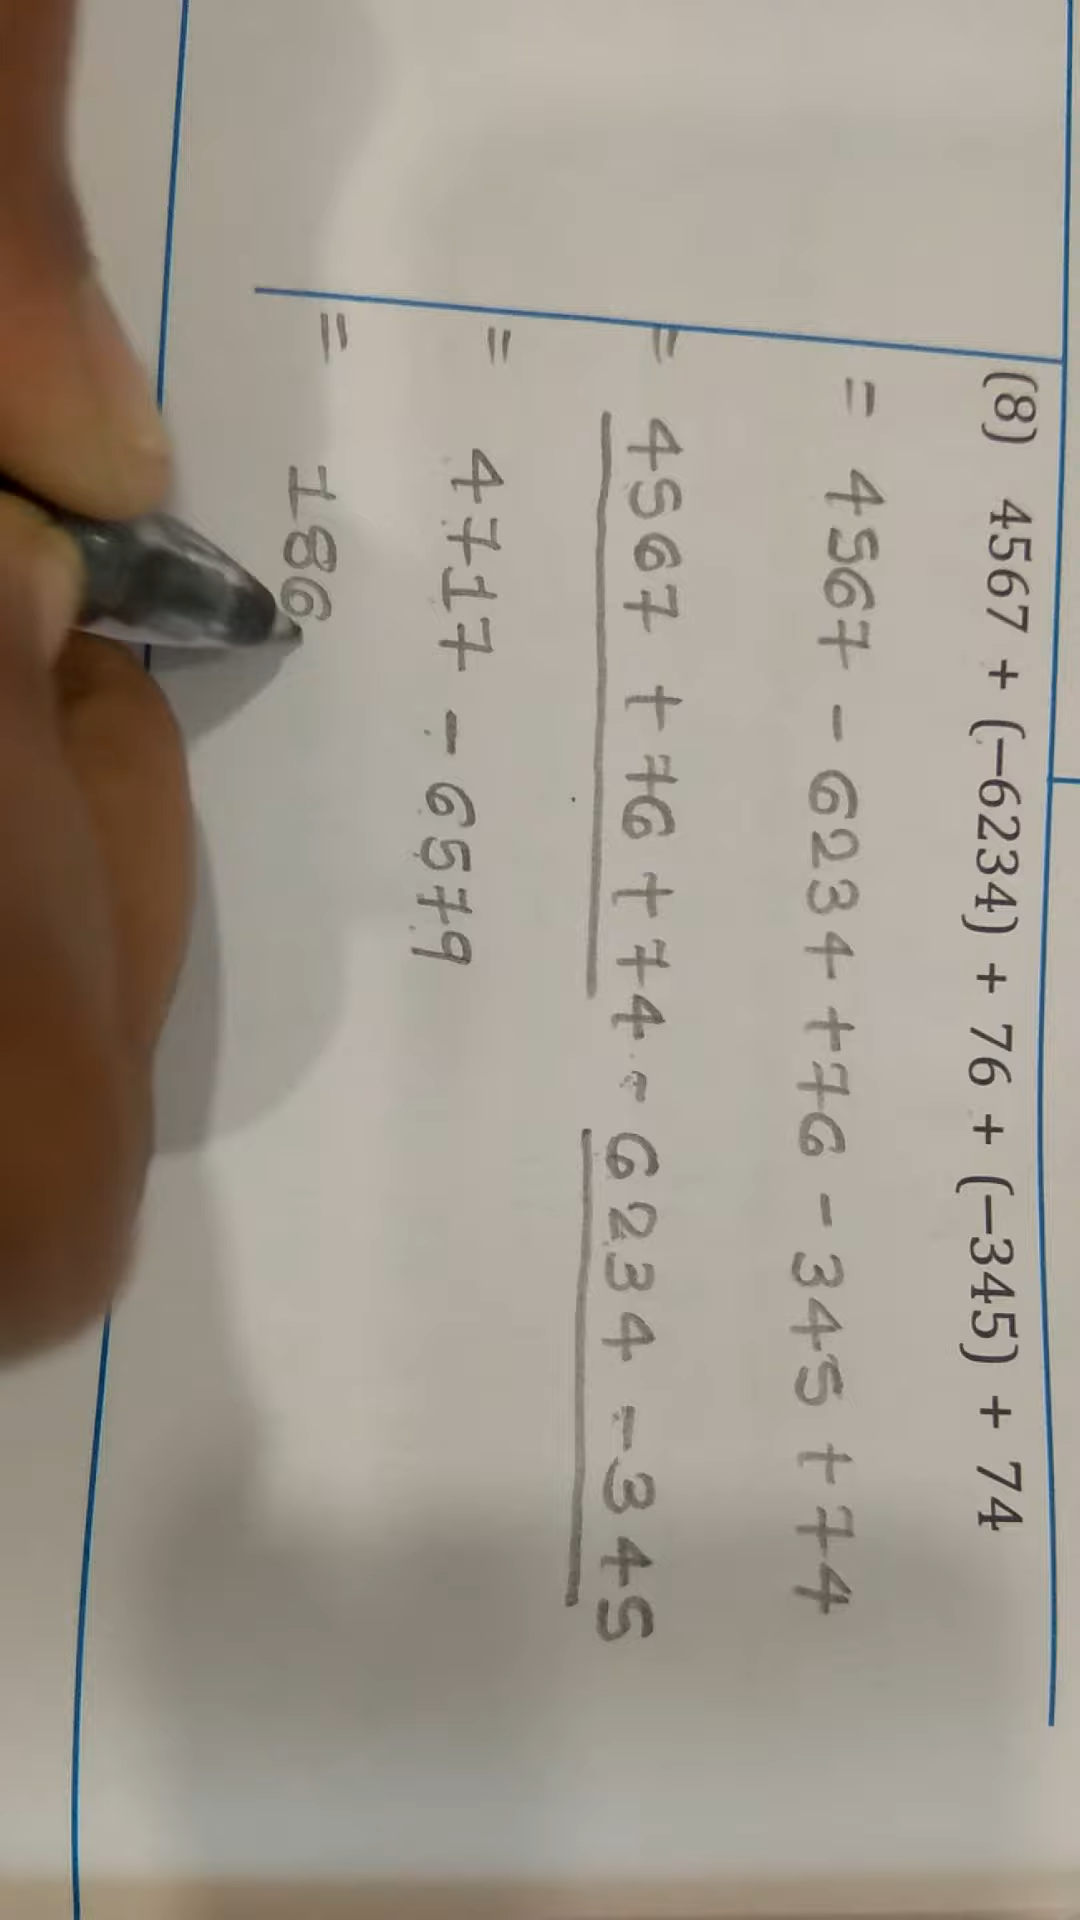 (8) 4567 + (−6234) + 76 + (−345) + 74
= 4567 - 6234 + 76 - 345 + 74
= 4567 + 76 + 74 - 6234 - 345
= 4717 - 6579
= 186